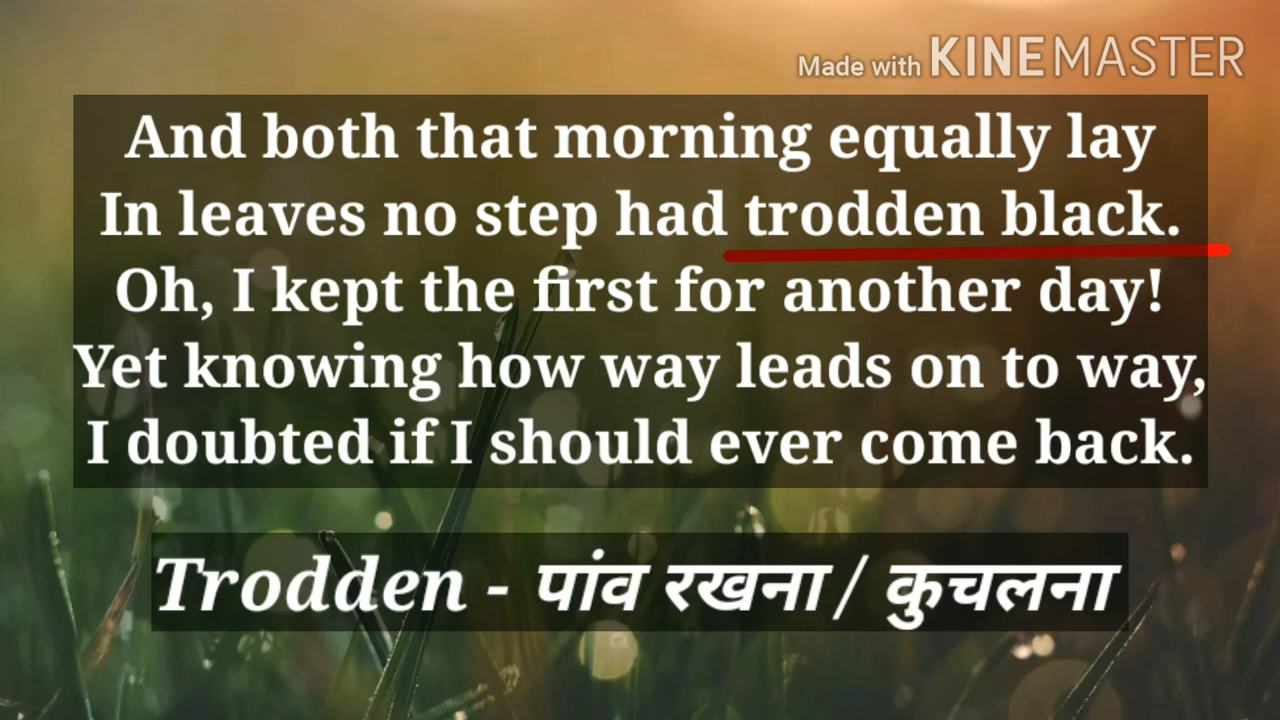 Made with KINEMASTER
And both that morning equally lay
In leaves no step had trodden black.
Oh, I kept the first for another day!
Yet knowing how way leads on to way,
I doubted if I should ever come back.
Trodden - पांव रखना / कुचलना